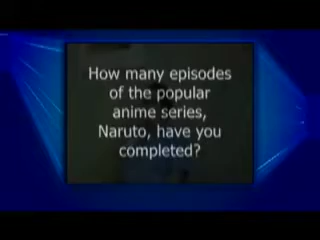 How many episodes
of the popular
anime series,
Naruto, have you
completed?